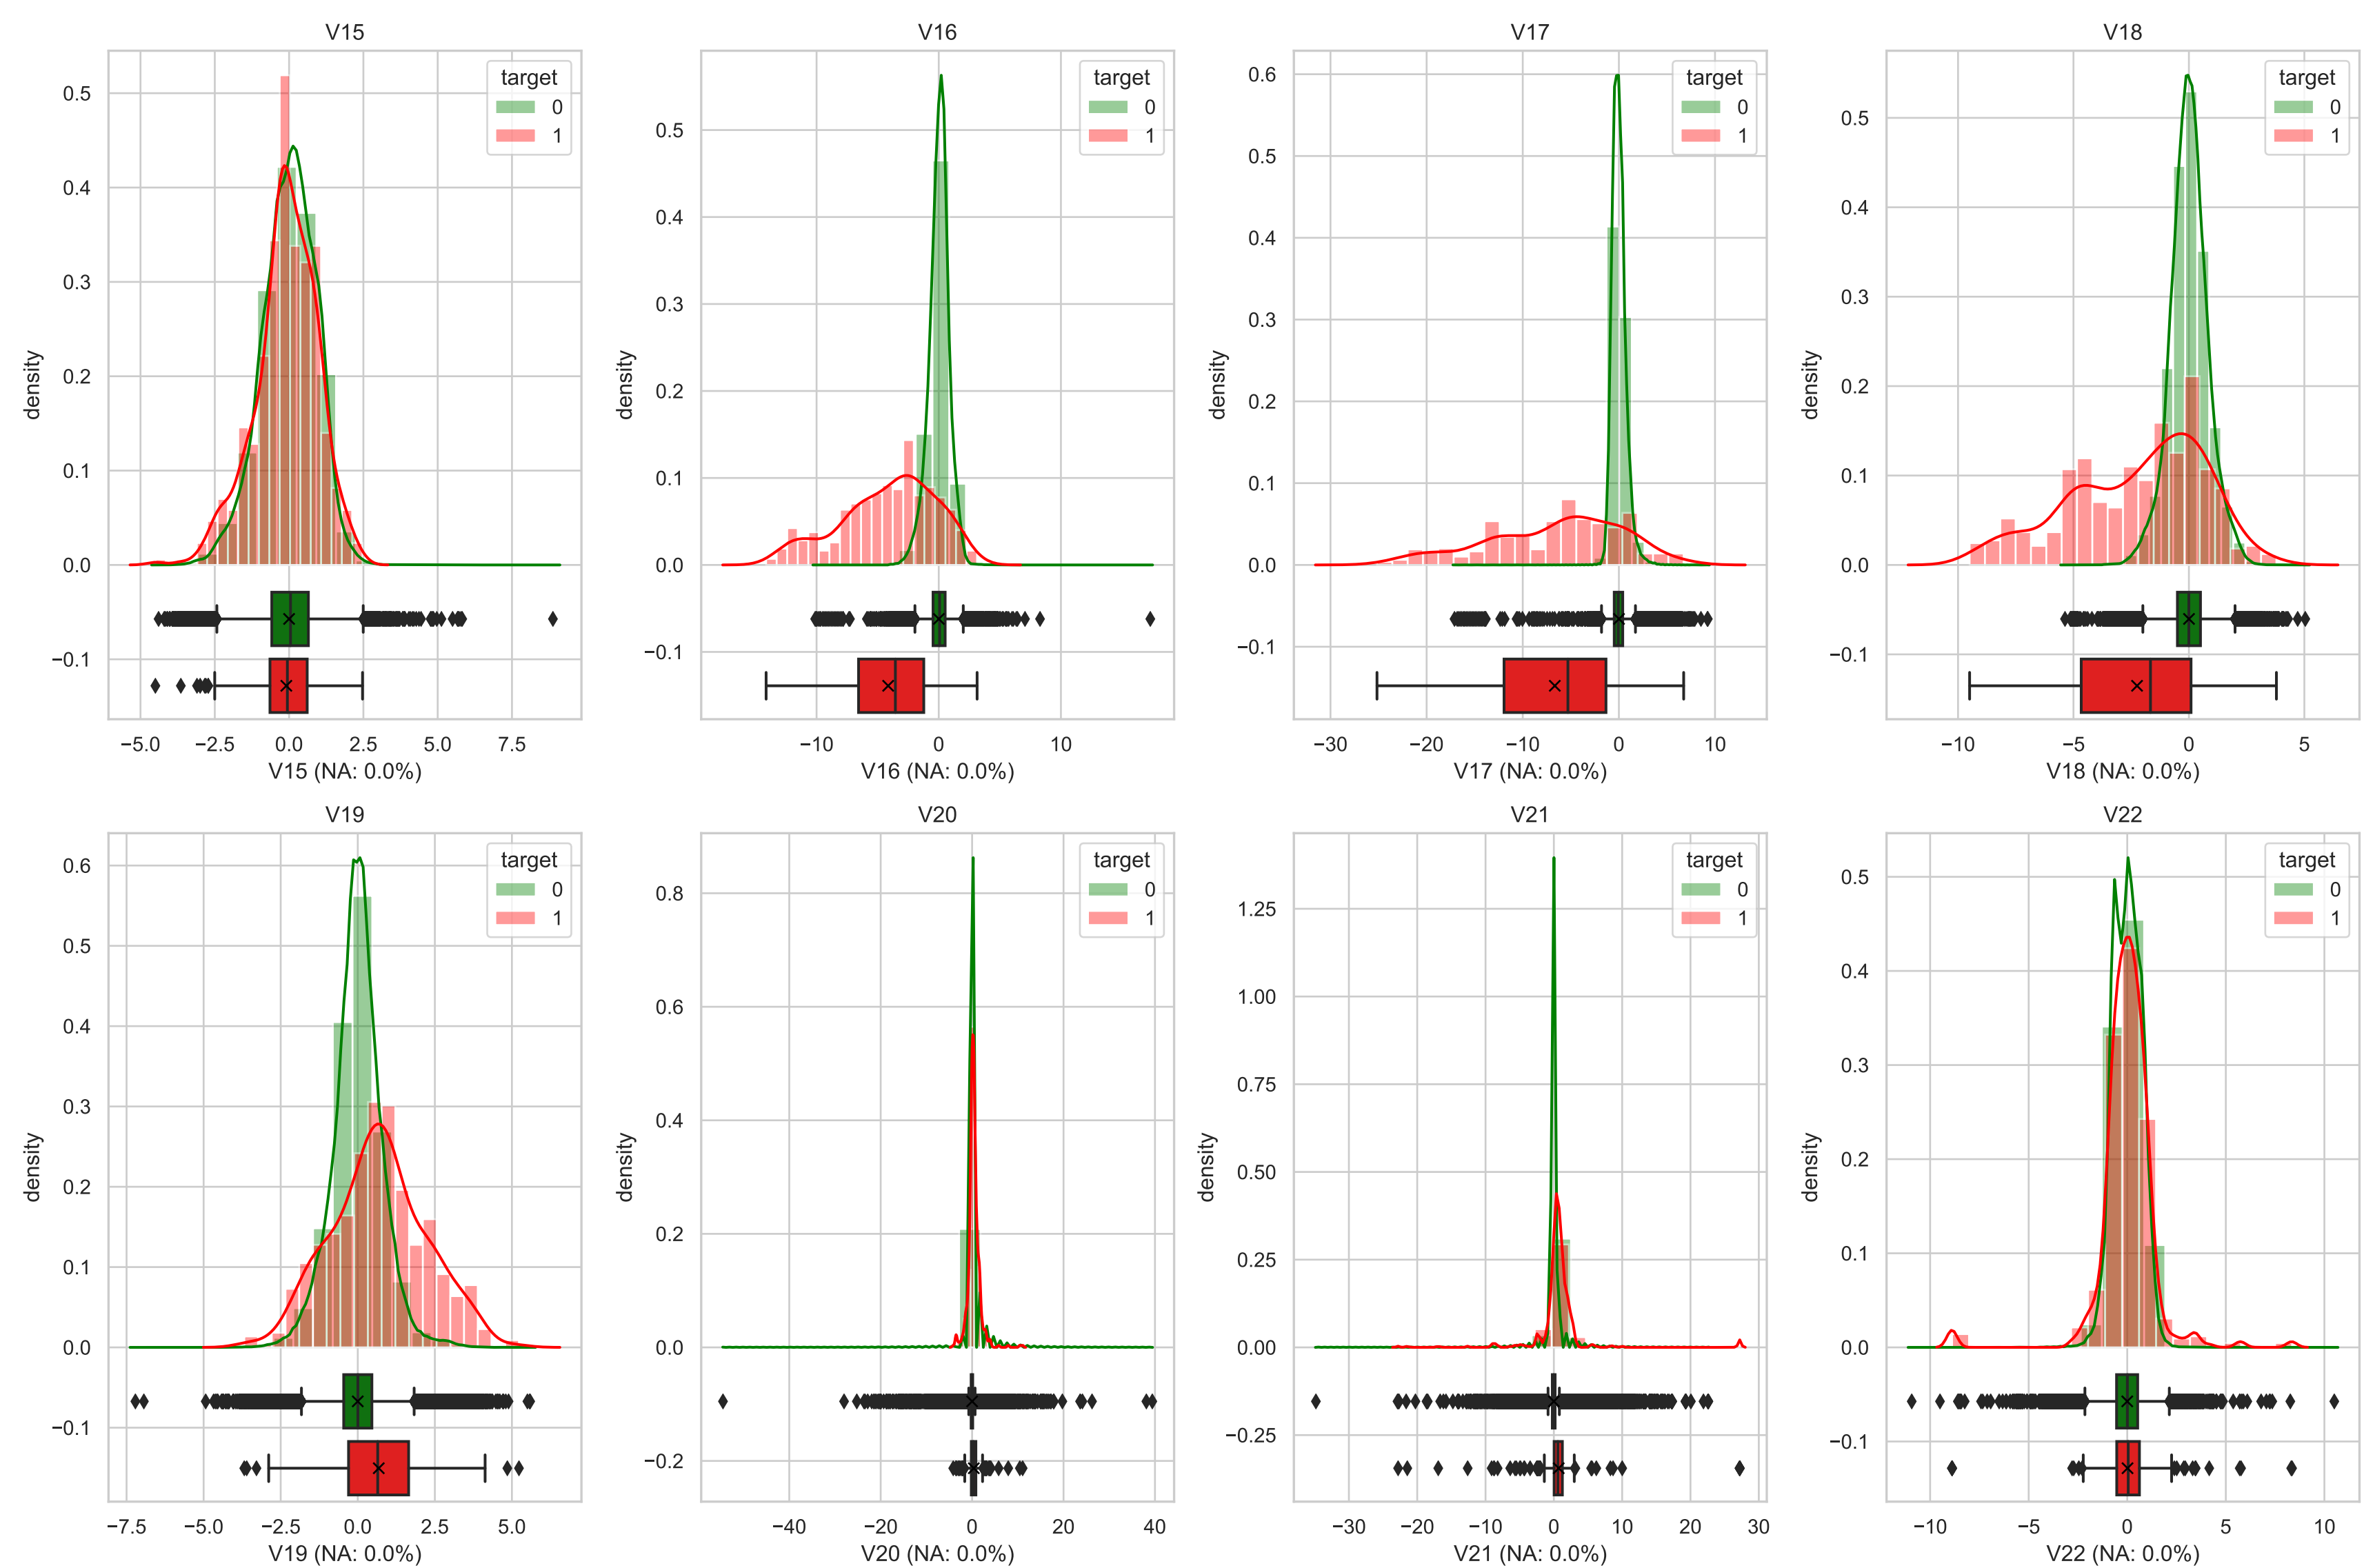 V15
target
0
1
density
0.5
0.4
0.3
0.2
0.1
0.0
−0.1
−5.0 −2.5 0.0 2.5 5.0 7.5
V15 (NA: 0.0%)
V16
target
0
1
density
0.5
0.4
0.3
0.2
0.1
0.0
−0.1
−10 0 10
V16 (NA: 0.0%)
V17
target
0
1
density
0.6
0.5
0.4
0.3
0.2
0.1
0.0
−0.1
−30 −20 −10 0 10
V17 (NA: 0.0%)
V18
target
0
1
density
0.5
0.4
0.3
0.2
0.1
0.0
−0.1
−10 −5 0 5
V18 (NA: 0.0%)
V19
target
0
1
density
0.6
0.5
0.4
0.3
0.2
0.1
0.0
−0.1
−7.5 −5.0 −2.5 0.0 2.5 5.0
V19 (NA: 0.0%)
V20
target
0
1
density
0.8
0.6
0.4
0.2
0.0
−0.2
−40 −20 0 20 40
V20 (NA: 0.0%)
V21
target
0
1
density
1.25
1.00
0.75
0.50
0.25
0.00
−0.25
−30 −20 −10 0 10 20 30
V21 (NA: 0.0%)
V22
target
0
1
density
0.5
0.4
0.3
0.2
0.1
0.0
−0.1
−10 −5 0 5 10
V22 (NA: 0.0%)